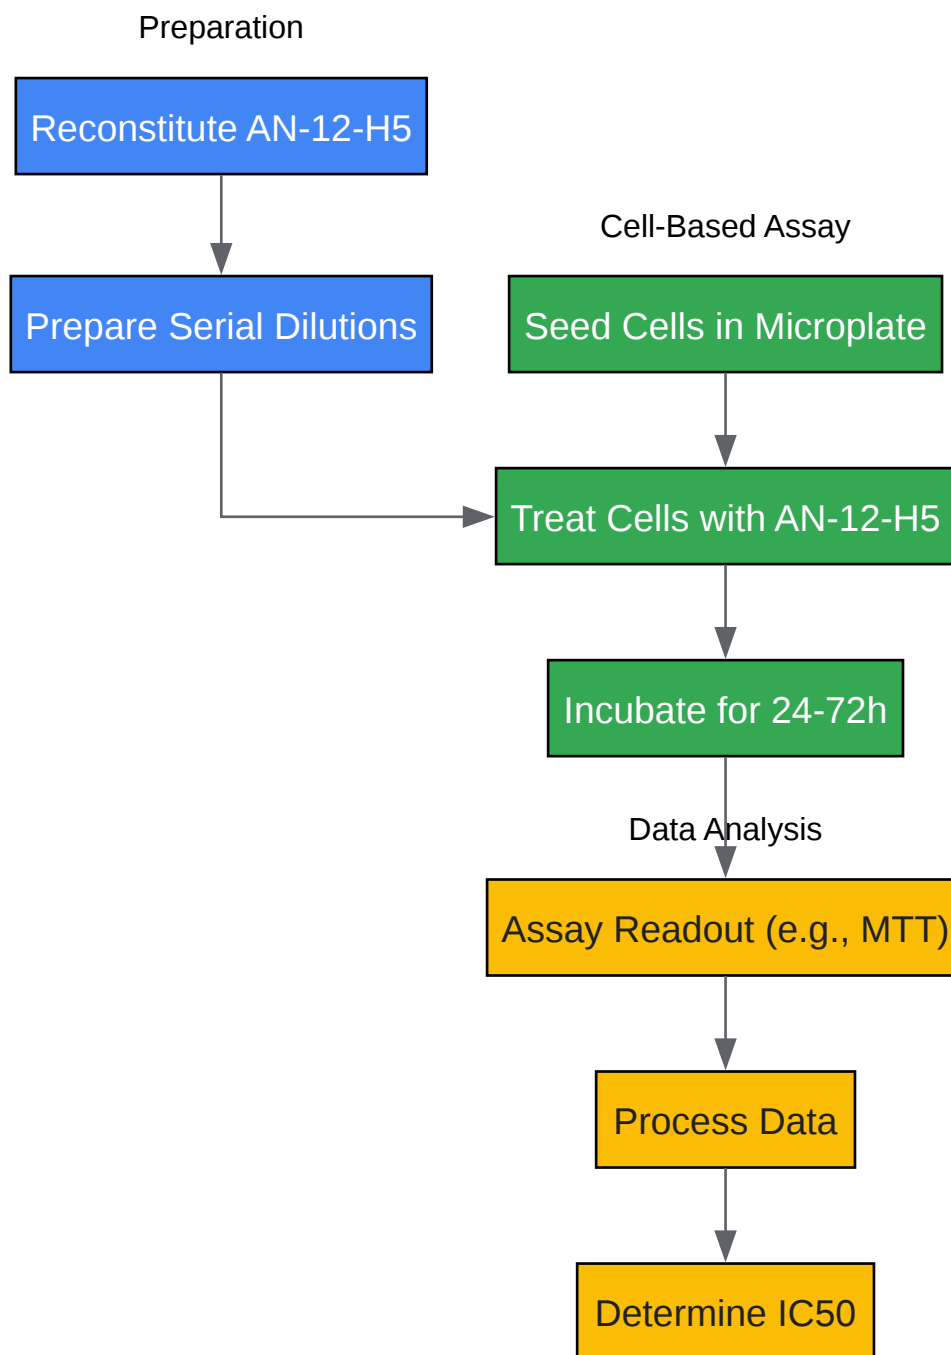 Preparation
Reconstitute AN-12-H5
Prepare Serial Dilutions
Cell-Based Assay
Seed Cells in Microplate
Treat Cells with AN-12-H5
Incubate for 24-72h
Data Analysis
Assay Readout (e.g., MTT)
Process Data
Determine IC50